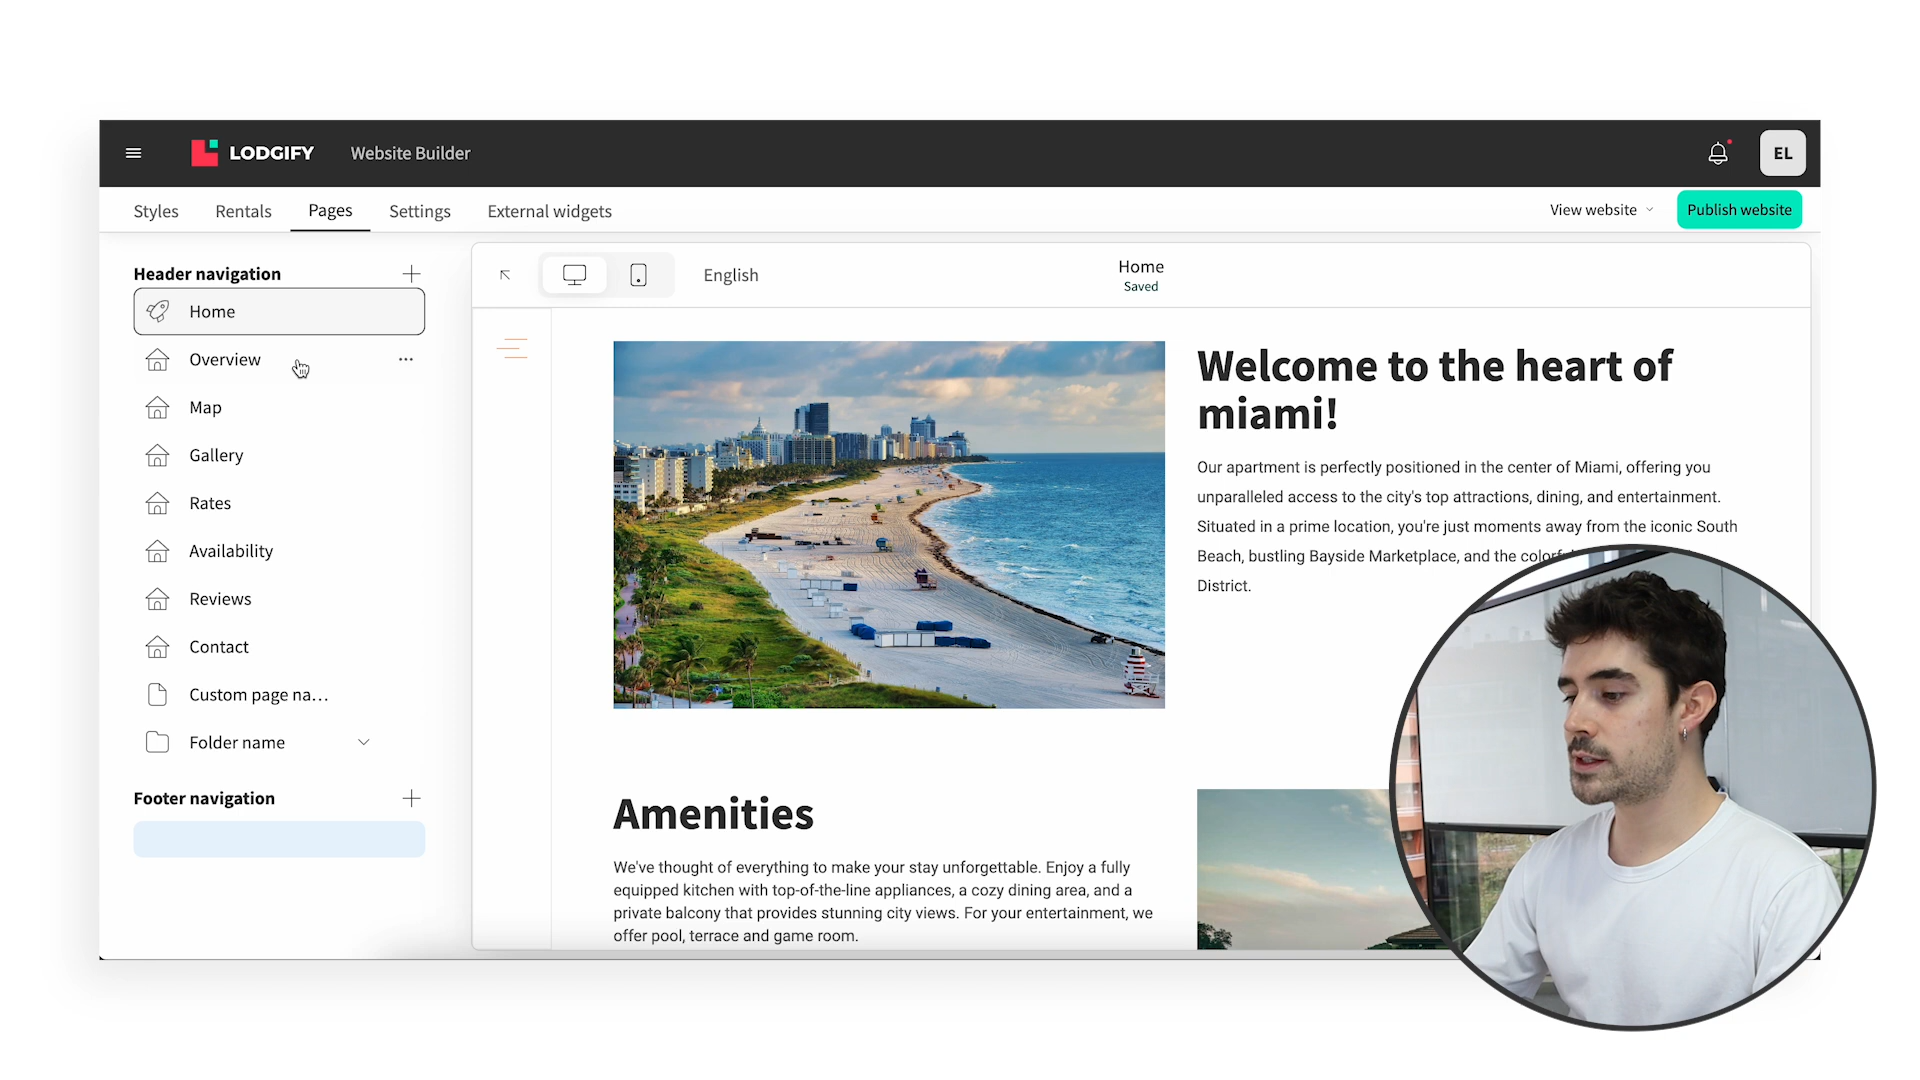 LODGIFY Website Builder
EL
Styles Rentals Pages Settings External widgets View website Publish website
Header navigation
Home
Overview
Map
Gallery
Rates
Availability
Reviews
Contact
Custom page na...
Folder name
Footer navigation
English
Home
Saved
Welcome to the heart of
miami!
Our apartment is perfectly positioned in the center of Miami, offering you
unparalleled access to the city's top attractions, dining, and entertainment.
Situated in a prime location, you're just moments away from the iconic South
Beach, bustling Bayside Marketplace, and the
District.
Amenities
We've thought of everything to make your stay unforgettable. Enjoy a fully
equipped kitchen with top-of-the-line appliances, a cozy dining area, and a
private balcony that provides stunning city views. For your entertainment, we
offer pool, terrace and game room.